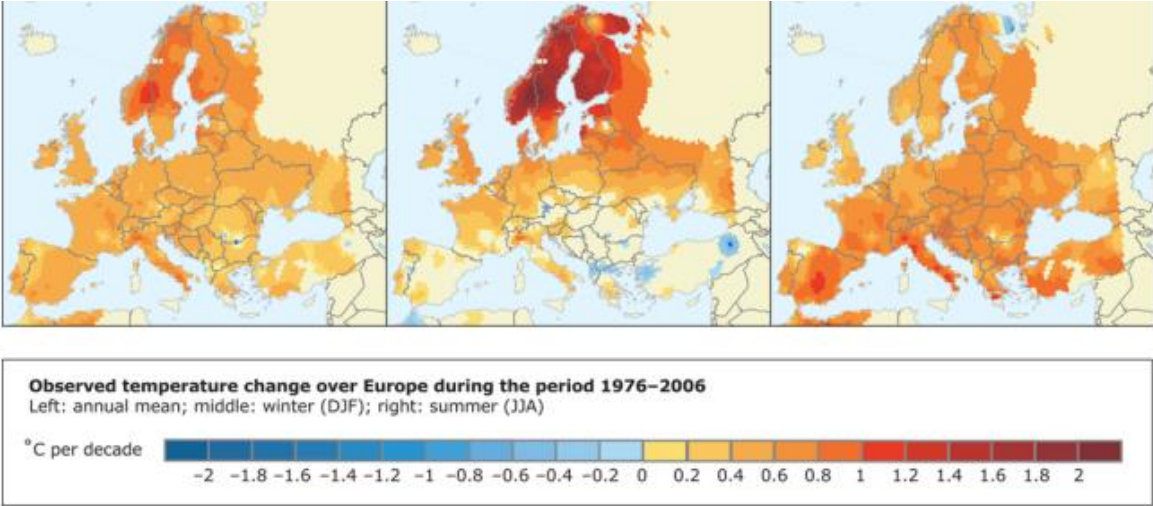 Observed temperature change over Europe during the period 1976–2006
Left: annual mean; middle: winter (DJF); right: summer (JJA)
°C per decade
−2 −1.8 −1.6 −1.4 −1.2 −1 −0.8 −0.6 −0.4 −0.2 0 0.2 0.4 0.6 0.8 1 1.2 1.4 1.6 1.8 2